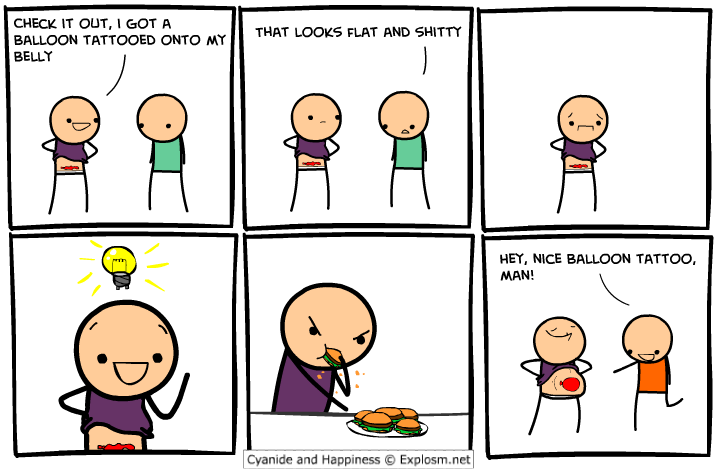 CHECK IT OUT, I GOT A
BALLOON TATTOOED ONTO MY
BELLY
THAT LOOKS FLAT AND SHITTY
HEY, NICE BALLOON TATTOO,
MAN!
Cyanide and Happiness © Explosm.net